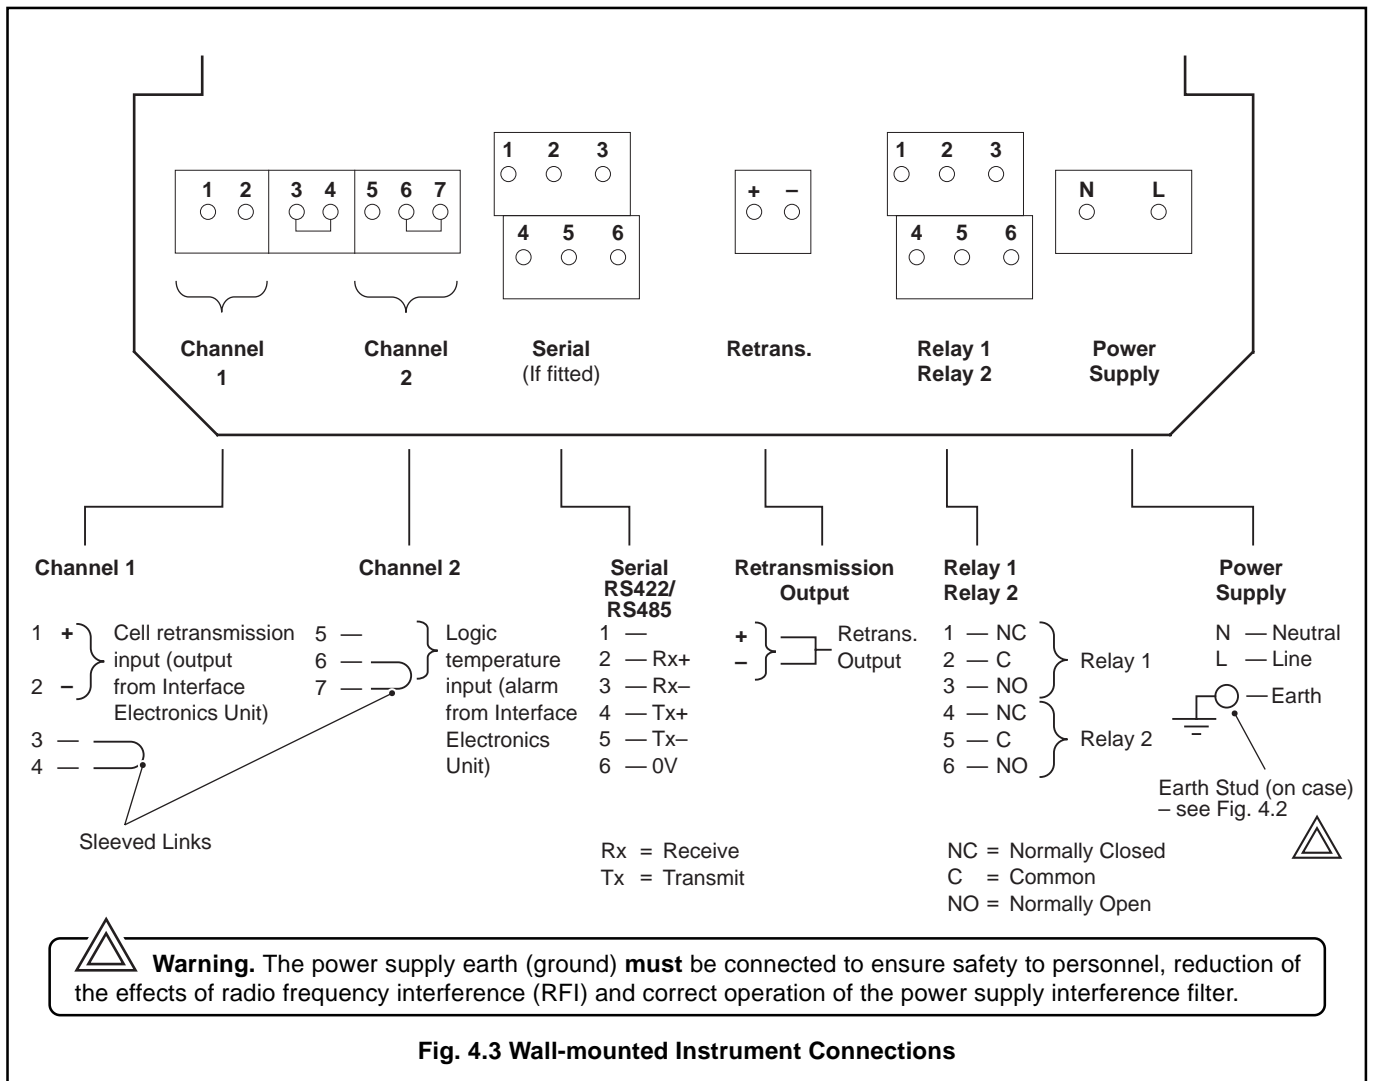 1 2 3 4 5 6 7
1 2 3
4 5 6
+ –
1 2 3
4 5 6
N L
Channel
1
Channel
2
Serial
(If fitted)
Retrans.
Relay 1
Relay 2
Power
Supply
Channel 1
1 +
2 –
Cell retransmission
input (output
from Interface
Electronics Unit)
3 —
4 —
Sleeved Links
Channel 2
5 —
6 —
7 —
Logic
temperature
input (alarm
from Interface
Electronics
Unit)
Serial
RS422/
RS485
1 —
2 — Rx+
3 — Rx–
4 — Tx+
5 — Tx–
6 — 0V
Rx = Receive
Tx = Transmit
Retransmission
Output
+
–
Retrans.
Output
Relay 1
Relay 2
1 — NC
2 — C
3 — NO
Relay 1
4 — NC
5 — C
6 — NO
Relay 2
NC = Normally Closed
C = Common
NO = Normally Open
Power
Supply
N — Neutral
L — Line
— Earth
Earth Stud (on case)
– see Fig. 4.2
Warning. The power supply earth (ground) must be connected to ensure safety to personnel, reduction of
the effects of radio frequency interference (RFI) and correct operation of the power supply interference filter.
Fig. 4.3 Wall-mounted Instrument Connections